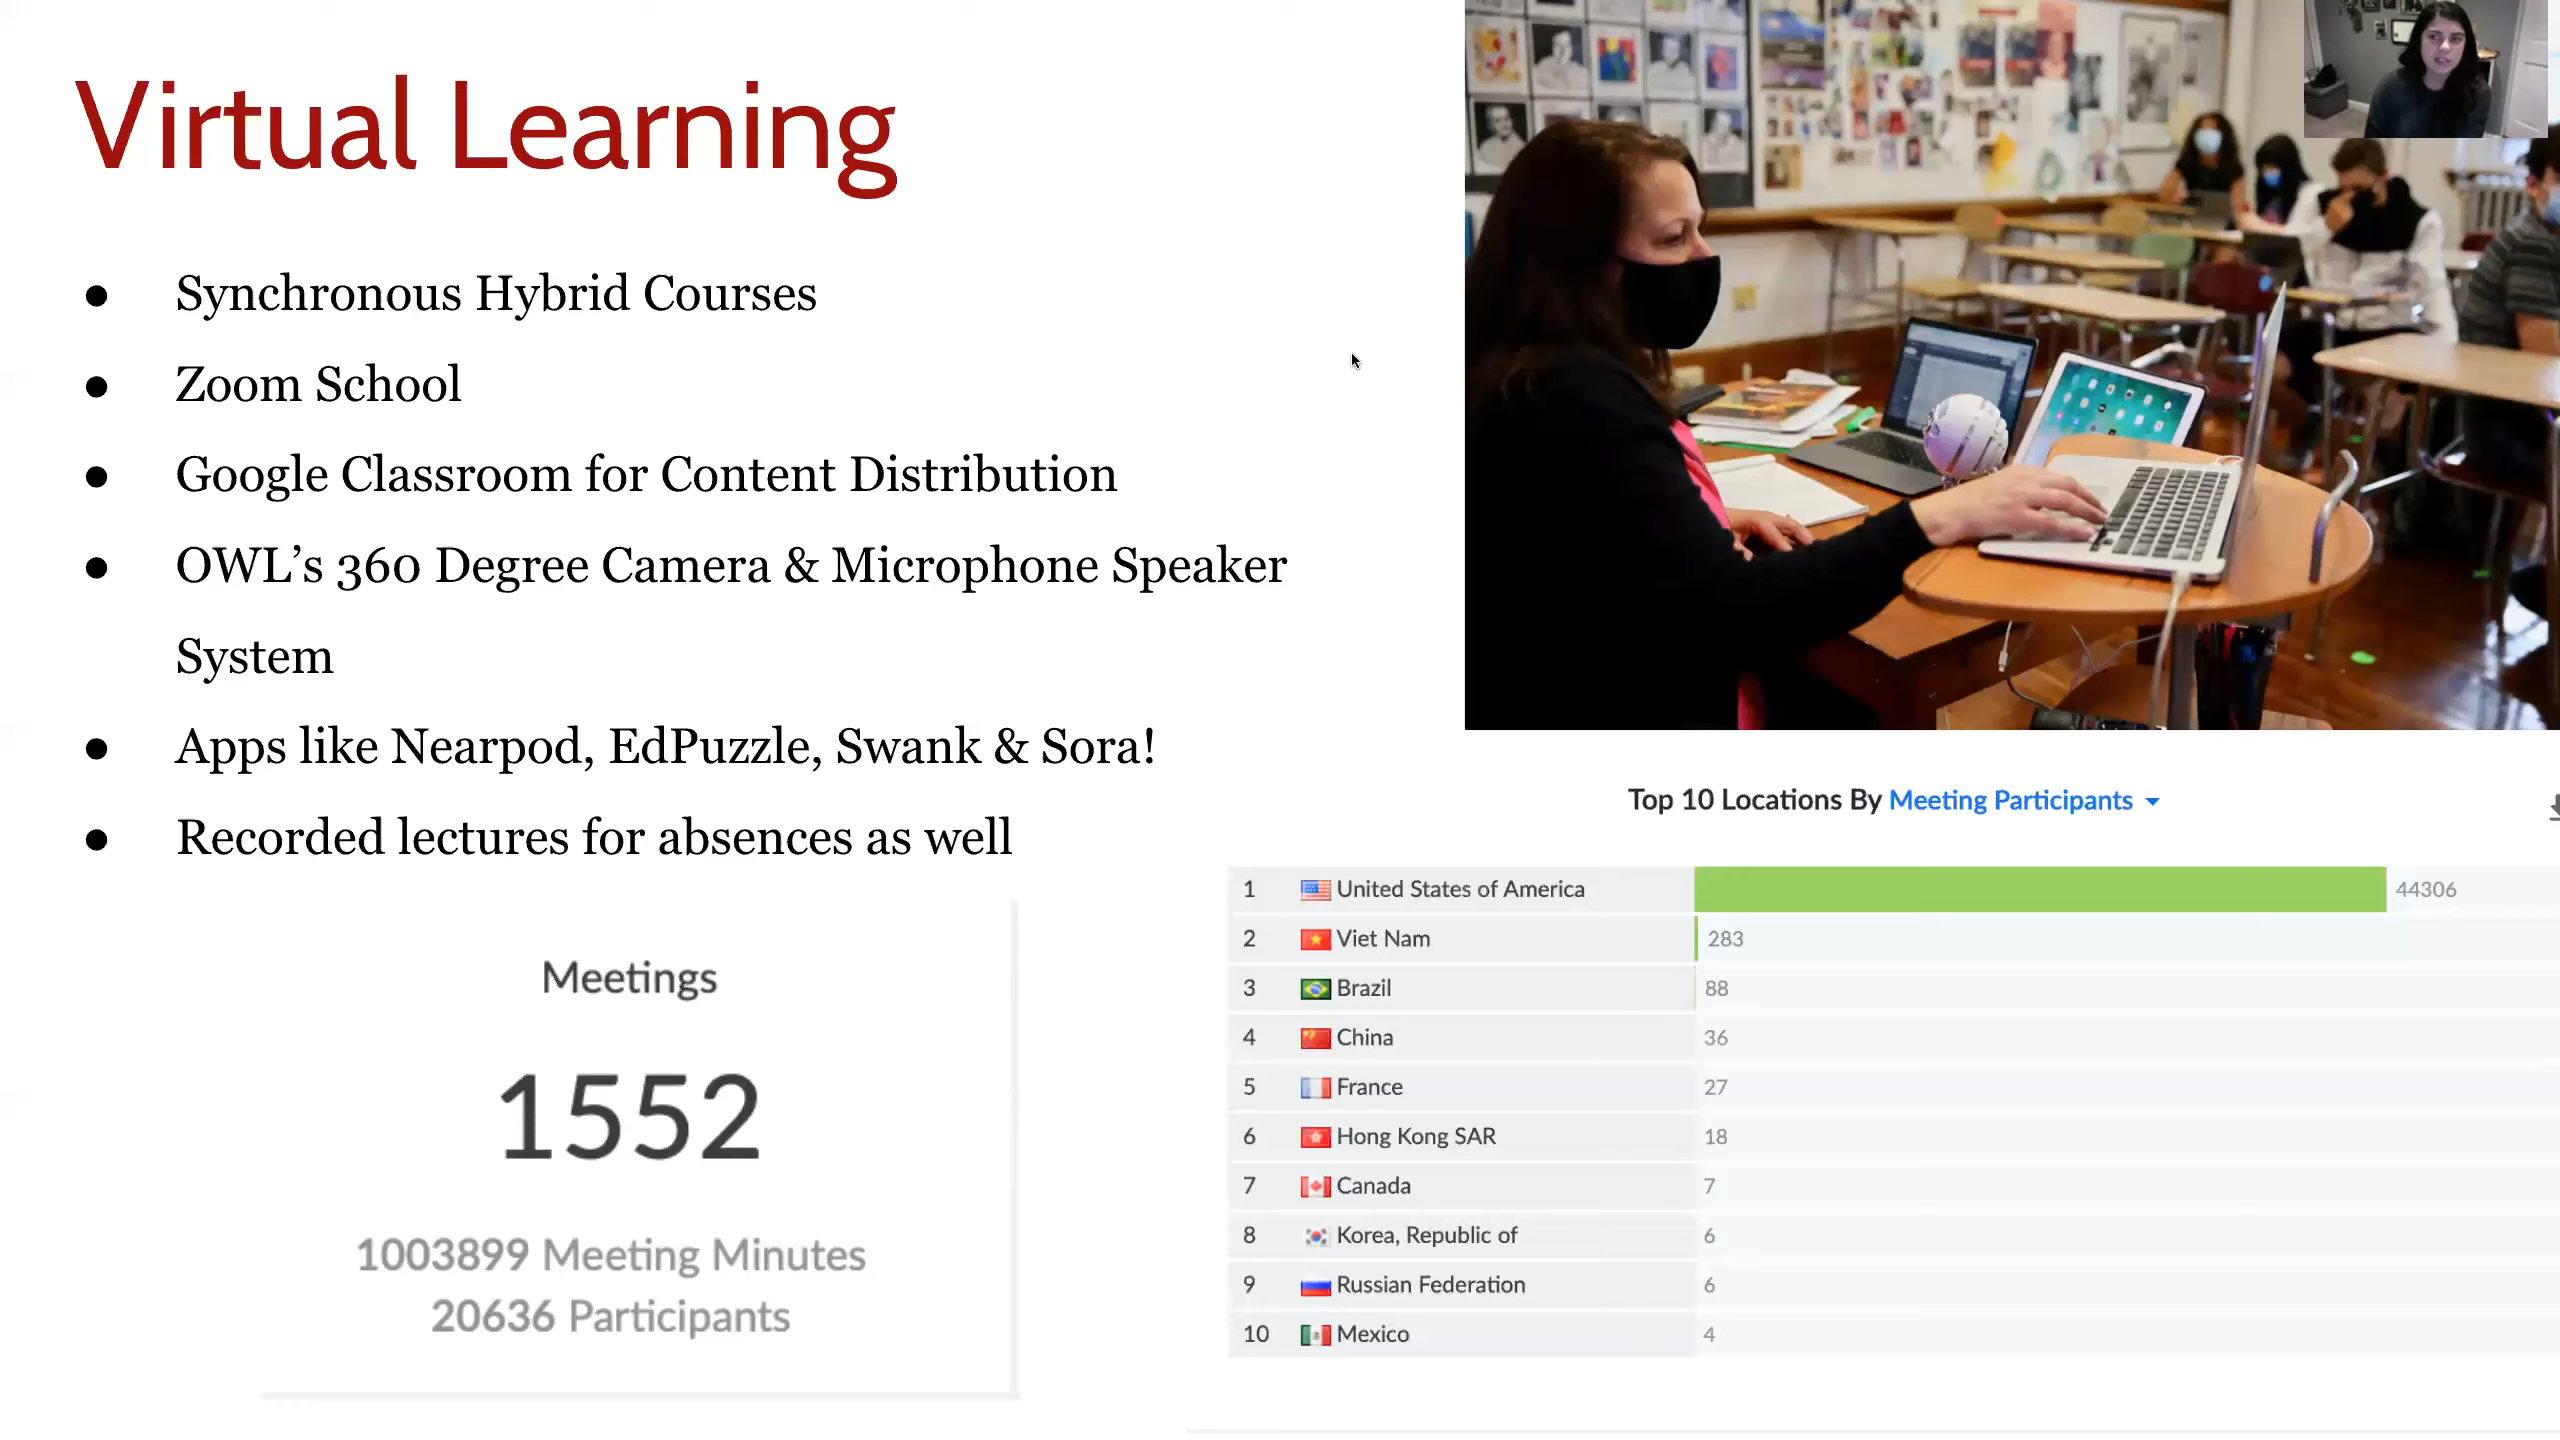 Virtual Learning
● Synchronous Hybrid Courses
● Zoom School
● Google Classroom for Content Distribution
● OWL’s 360 Degree Camera & Microphone Speaker
System
● Apps like Nearpod, EdPuzzle, Swank & Sora!
● Recorded lectures for absences as well
Meetings
1552
1003899 Meeting Minutes
20636 Participants
Top 10 Locations By Meeting Participants
1 United States of America 44306
2 Viet Nam 283
3 Brazil 88
4 China 36
5 France 27
6 Hong Kong SAR 18
7 Canada 7
8 Korea, Republic of 6
9 Russian Federation 6
10 Mexico 4